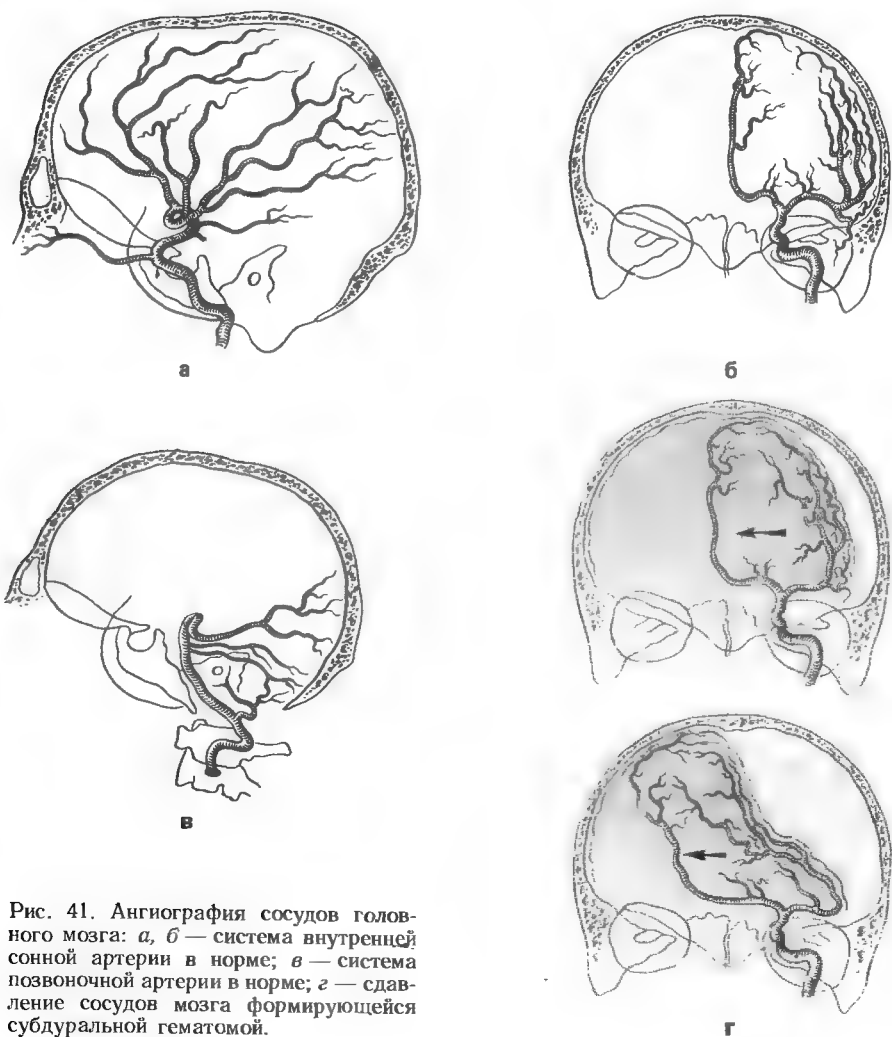 а
б
в
Рис. 41. Ангиография сосудов голов-
ного мозга: а, б — система внутренней
сонной артерии в норме; в — система
позвоночной артерии в норме; г — сдав-
ление сосудов мозга формирующейся
субдуральной гематомой.
г